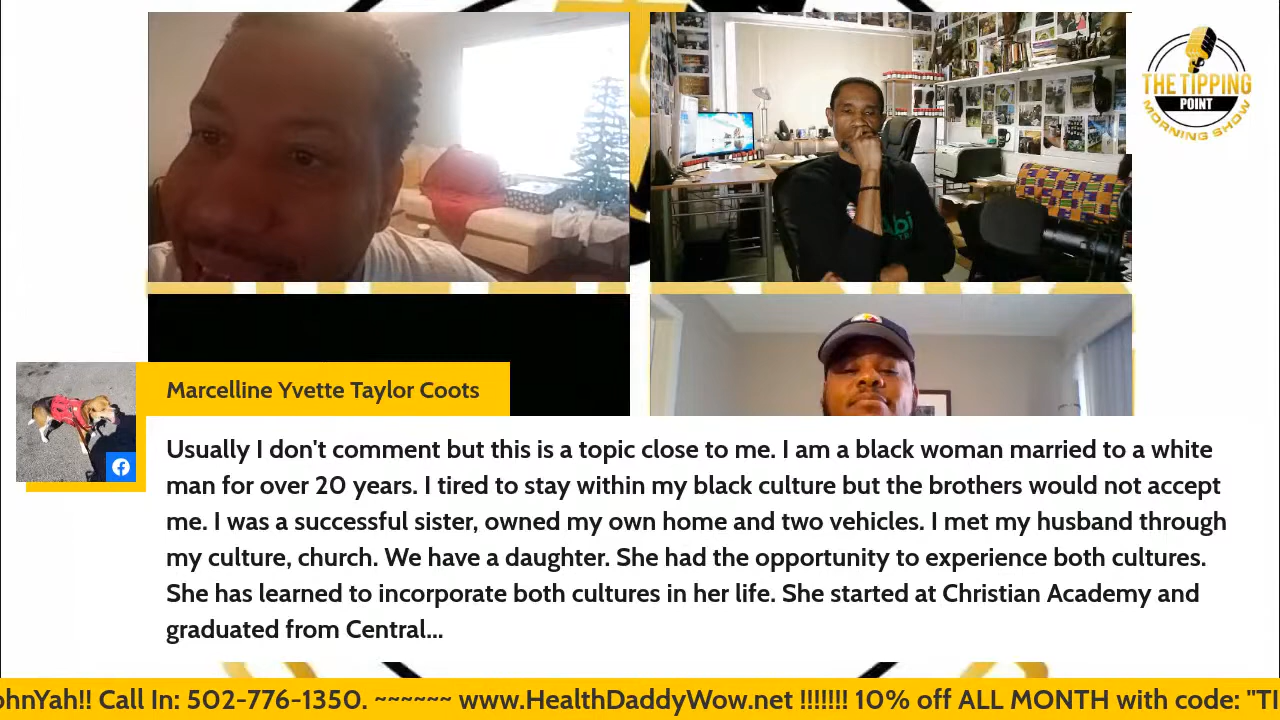 THE TIPPING
POINT
MORNING SHOW
Abi
Marcelline Yvette Taylor Coots
Usually I don't comment but this is a topic close to me. I am a black woman married to a white
man for over 20 years. I tired to stay within my black culture but the brothers would not accept
me. I was a successful sister, owned my own home and two vehicles. I met my husband through
my culture, church. We have a daughter. She had the opportunity to experience both cultures.
She has learned to incorporate both cultures in her life. She started at Christian Academy and
graduated from Central...
ohnYah!! Call In: 502-776-1350. ~~~~~~ www.HealthDaddyWow.net !!!!!!! 10% off ALL MONTH with code: "TI